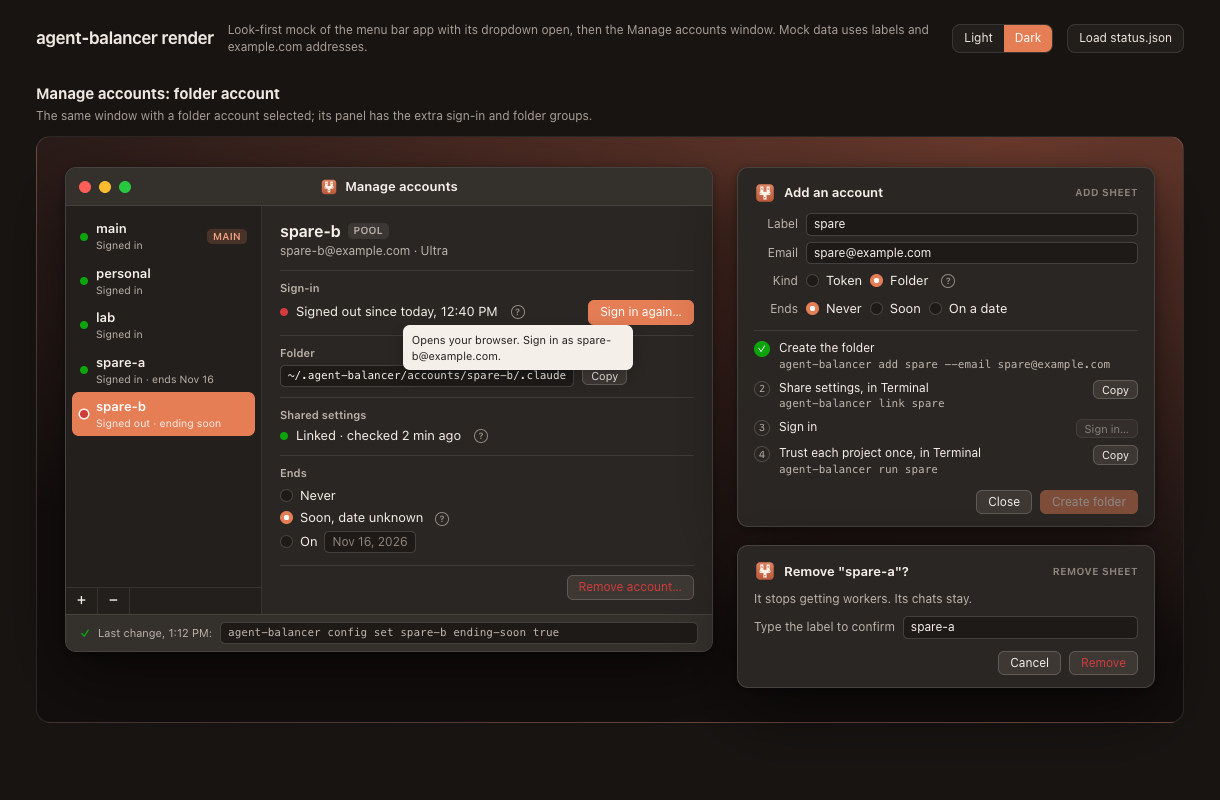 agent-balancer render
Look-first mock of the menu bar app with its dropdown open, then the Manage accounts window. Mock data uses labels and
example.com addresses.
Light
Dark
Load status.json
Manage accounts: folder account
The same window with a folder account selected; its panel has the extra sign-in and folder groups.
Manage accounts
main
Signed in
MAIN
personal
Signed in
lab
Signed in
spare-a
Signed in · ends Nov 16
spare-b
Signed out · ending soon
+
−
spare-b POOL
spare-b@example.com · Ultra
Sign-in
Signed out since today, 12:40 PM ?
Sign in again…
Opens your browser. Sign in as spare-
b@example.com.
Folder
~/.agent-balancer/accounts/spare-b/.claude
Copy
Shared settings
Linked · checked 2 min ago ?
Ends
Never
Soon, date unknown ?
On Nov 16, 2026
Remove account…
✓ Last change, 1:12 PM: agent-balancer config set spare-b ending-soon true
Add an account
ADD SHEET
Label spare
Email spare@example.com
Kind Token Folder ?
Ends Never Soon On a date
✓ Create the folder
agent-balancer add spare --email spare@example.com
2 Share settings, in Terminal
agent-balancer link spare
Copy
3 Sign in
Sign in…
4 Trust each project once, in Terminal
agent-balancer run spare
Copy
Close
Create folder
Remove "spare-a"?
REMOVE SHEET
It stops getting workers. Its chats stay.
Type the label to confirm spare-a
Cancel
Remove